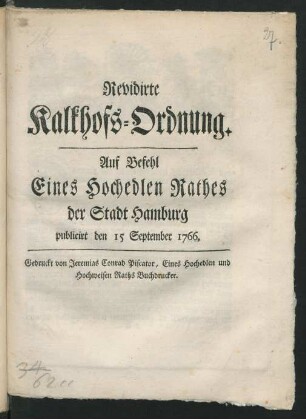 37.
Revidirte
Kalkhofs-Ordnung.
Auf Befehl
Eines Hochedlen Rathes
der Stadt Hamburg
publicirt den 15 September 1766.
Gedruckt von Jeremias Conrad Piscator, Eines Hochedlen und
Hochweisen Raths Buchdrucker.